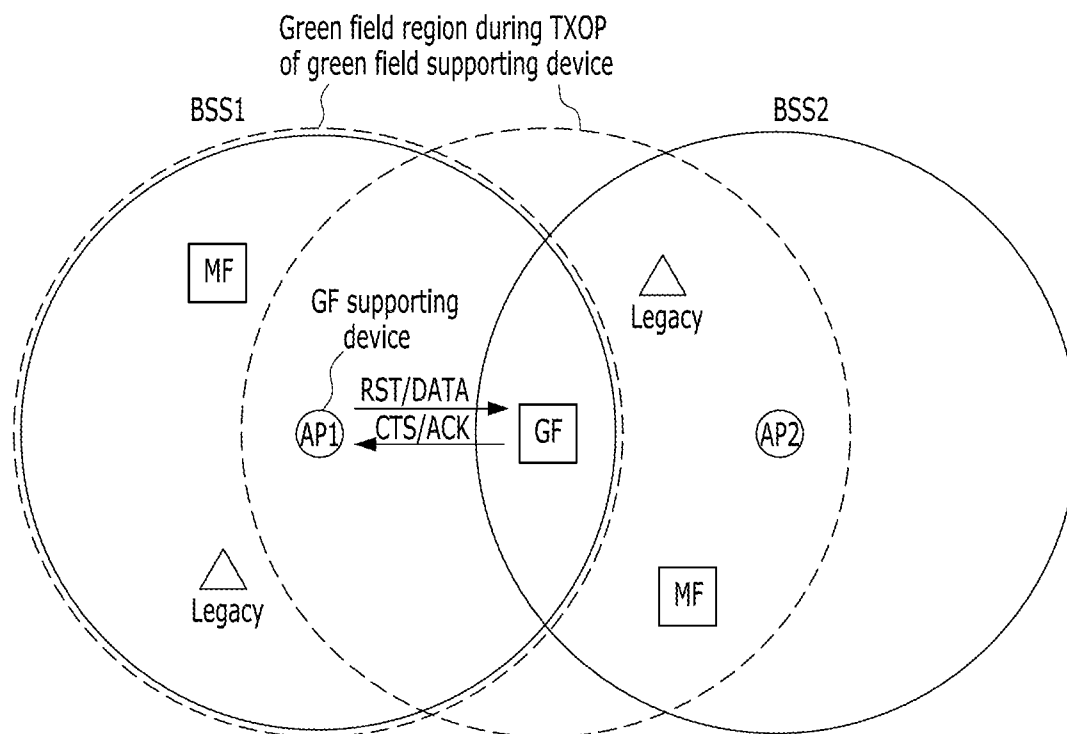 Green field region during TXOP
of green field supporting device
BSS1
BSS2
MF
GF supporting
device
Legacy
RST/DATA
CTS/ACK
AP1
GF
AP2
Legacy
MF